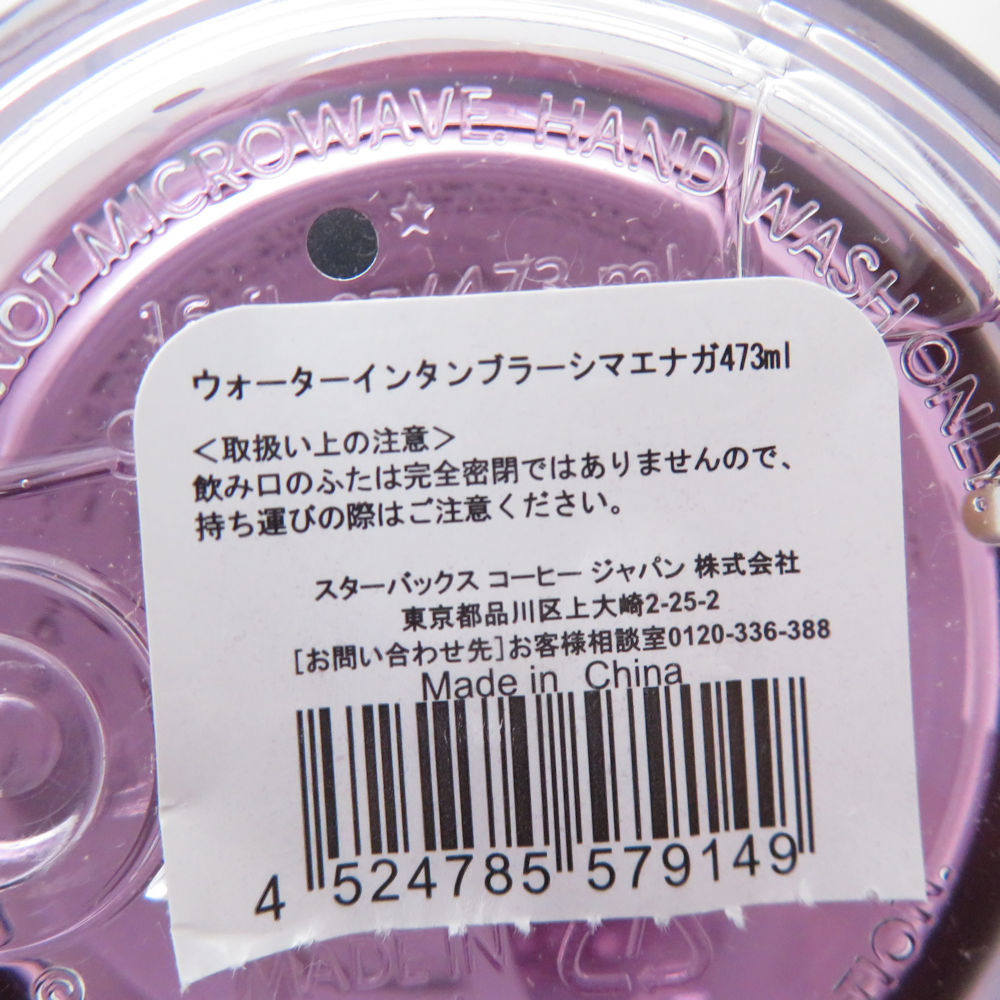 NOT MICROWAVE. HAND WASH ONLY.
473 ml
ウォーターインタンブラーシマエナガ473ml
＜取扱い上の注意＞
飲み口のふたは完全密閉ではありませんので、
持ち運びの際はご注意ください。
スターバックス コーヒー ジャパン 株式会社
東京都品川区上大崎2-25-2
[お問い合わせ先]お客様相談室0120-336-388
Made in China
4 524785 579149
MADE IN